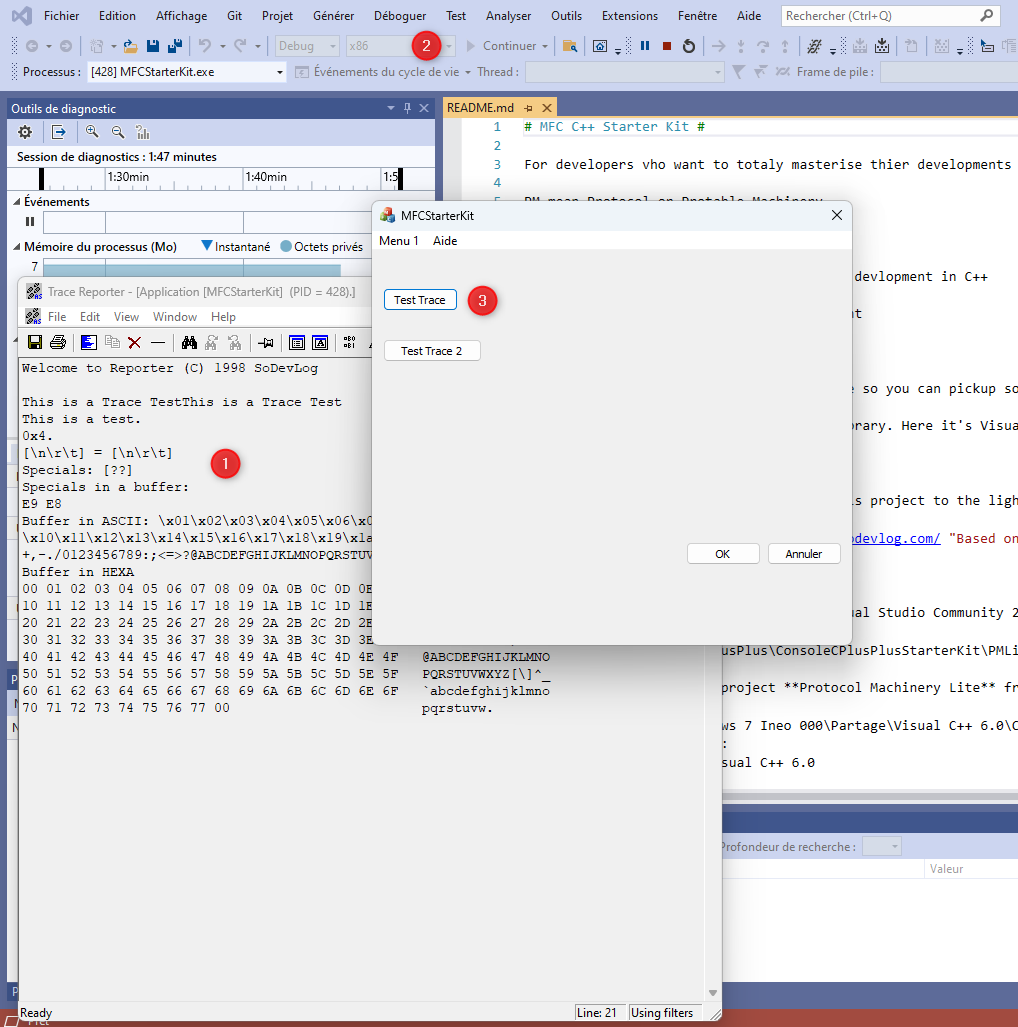 Fichier Edition Affichage Git Projet Générer Déboguer Test Analyser Outils Extensions Fenêtre Aide Rechercher (Ctrl+Q)
Debug x86 2 Continuer
Processus : [428] MFCStarterKit.exe Événements du cycle de vie Thread : Frame de pile :
Outils de diagnostic
Session de diagnostics : 1:47 minutes
1:30min 1:40min 1:5
Événements
Mémoire du processus (Mo) Instantané Octets privés
7
README.md
1 # MFC C++ Starter Kit #
2
3 For developers vho want to totaly masterise thier developments
4
5 PM mean Protocol or Protable Machinery
devlopment in C++
so you can pickup so
rary. Here it's Visua
s project to the ligh
odevlog.com/ "Based on
ual Studio Community 2
usPlus\ConsoleCPlusPlusStarterKit\PMLi
project **Protocol Machinery Lite** fr
ws 7 Ineo 000\Partage\Visual C++ 6.0\C
:
sual C++ 6.0
Profondeur de recherche :
Valeur
MFCStarterKit
Menu 1 Aide
Test Trace 3
Test Trace 2
OK Annuler
Trace Reporter - [Application [MFCStarterKit] (PID = 428).]
File Edit View Window Help
Welcome to Reporter (C) 1998 SoDevLog
This is a Trace TestThis is a Trace Test
This is a test.
0x4.
[\n\r\t] = [\n\r\t]
1
Specials: [??]
Specials in a buffer:
E9 E8
Buffer in ASCII: \x01\x02\x03\x04\x05\x06\x0
\x10\x11\x12\x13\x14\x15\x16\x17\x18\x19\x1a
+,-./0123456789:;<=>?@ABCDEFGHIJKLMNOPQRSTUV
Buffer in HEXA
00 01 02 03 04 05 06 07 08 09 0A 0B 0C 0D 0E
10 11 12 13 14 15 16 17 18 19 1A 1B 1C 1D 1E
20 21 22 23 24 25 26 27 28 29 2A 2B 2C 2D 2E
30 31 32 33 34 35 36 37 38 39 3A 3B 3C 3D 3E
40 41 42 43 44 45 46 47 48 49 4A 4B 4C 4D 4E 4F @ABCDEFGHIJKLMNO
50 51 52 53 54 55 56 57 58 59 5A 5B 5C 5D 5E 5F PQRSTUVWXYZ[\]^_
60 61 62 63 64 65 66 67 68 69 6A 6B 6C 6D 6E 6F `abcdefghijklmno
70 71 72 73 74 75 76 77 00 pqrstuvw.
Ready Line: 21 Using filters
Prêt